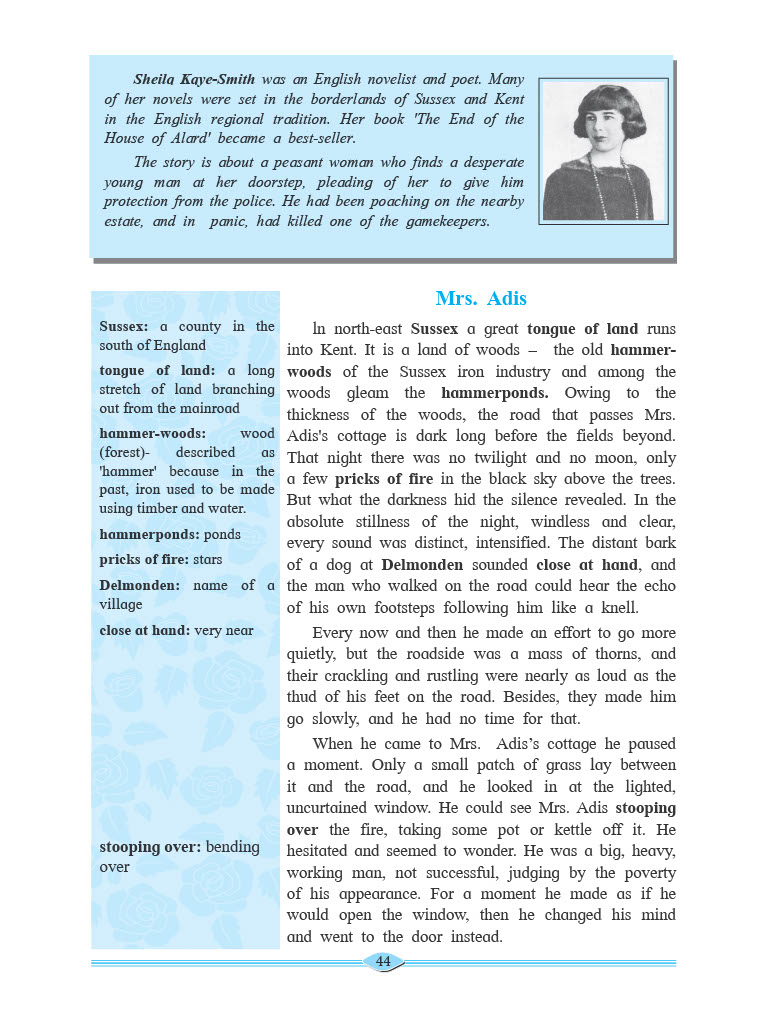 Sheila Kaye-Smith was an English novelist and poet. Many
of her novels were set in the borderlands of Sussex and Kent
in the English regional tradition. Her book 'The End of the
House of Alard' became a best-seller.
The story is about a peasant woman who finds a desperate
young man at her doorstep, pleading of her to give him
protection from the police. He had been poaching on the nearby
estate, and in panic, had killed one of the gamekeepers.
Sussex: a county in the
south of England
tongue of land: a long
stretch of land branching
out from the mainroad
hammer-woods: wood
(forest)- described as
'hammer' because in the
past, iron used to be made
using timber and water.
hammerponds: ponds
pricks of fire: stars
Delmonden: name of a
village
close at hand: very near
stooping over: bending
over
Mrs. Adis
ln north-east Sussex a great tongue of land runs
into Kent. It is a land of woods – the old hammer-
woods of the Sussex iron industry and among the
woods gleam the hammerponds. Owing to the
thickness of the woods, the road that passes Mrs.
Adis's cottage is dark long before the fields beyond.
That night there was no twilight and no moon, only
a few pricks of fire in the black sky above the trees.
But what the darkness hid the silence revealed. In the
absolute stillness of the night, windless and clear,
every sound was distinct, intensified. The distant bark
of a dog at Delmonden sounded close at hand, and
the man who walked on the road could hear the echo
of his own footsteps following him like a knell.
Every now and then he made an effort to go more
quietly, but the roadside was a mass of thorns, and
their crackling and rustling were nearly as loud as the
thud of his feet on the road. Besides, they made him
go slowly, and he had no time for that.
When he came to Mrs. Adis’s cottage he paused
a moment. Only a small patch of grass lay between
it and the road, and he looked in at the lighted,
uncurtained window. He could see Mrs. Adis stooping
over the fire, taking some pot or kettle off it. He
hesitated and seemed to wonder. He was a big, heavy,
working man, not successful, judging by the poverty
of his appearance. For a moment he made as if he
would open the window, then he changed his mind
and went to the door instead.
44